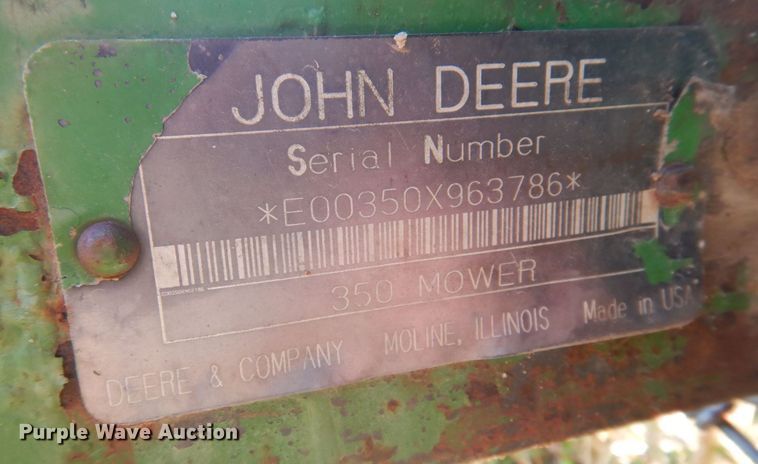 JOHN DEERE
Serial Number
*E00350X963786*
350 MOWER
DEERE & COMPANY MOLINE, ILLINOIS Made in USA
Purple Wave Auction